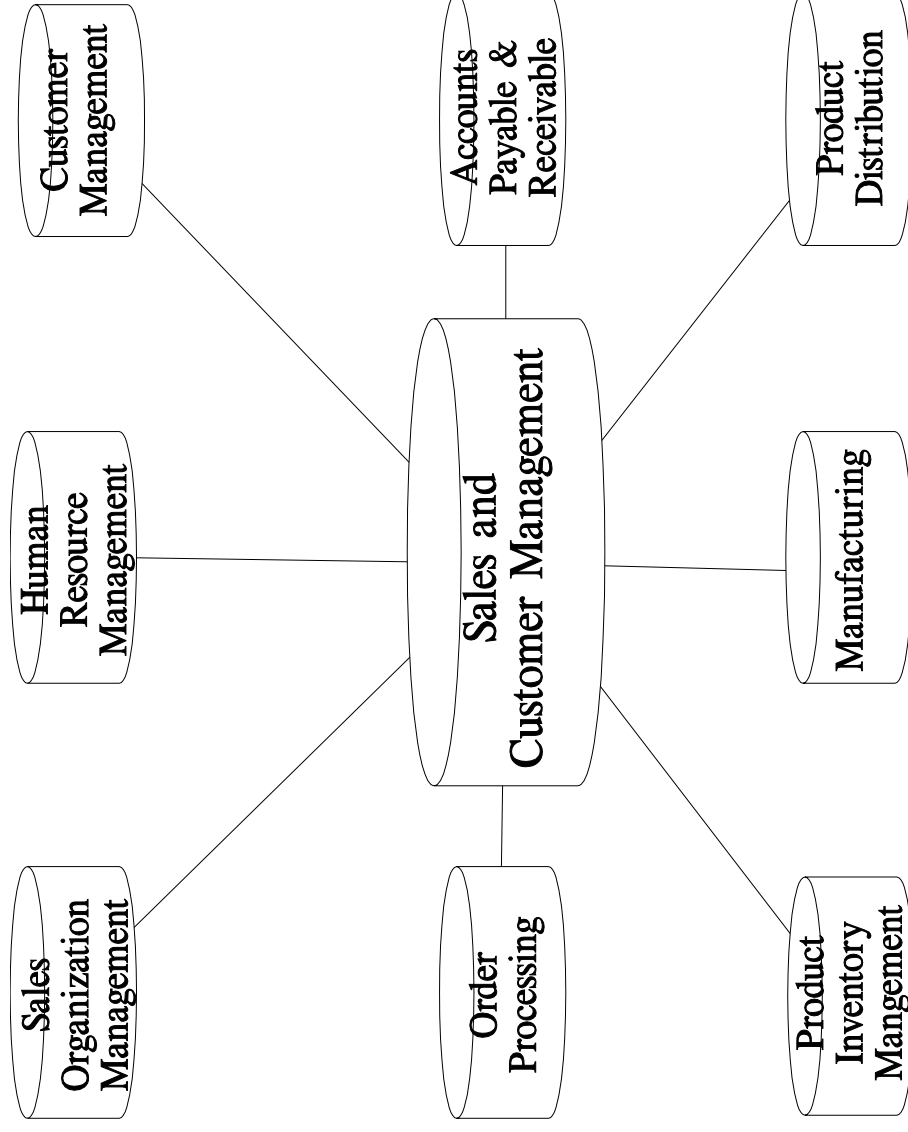 Sales
Organization
Management
Human
Resource
Management
Customer
Management
Order
Processing
Sales and
Customer Management
Accounts
Payable &
Receivable
Product
Inventory
Mangement
Manufacturing
Product
Distribution